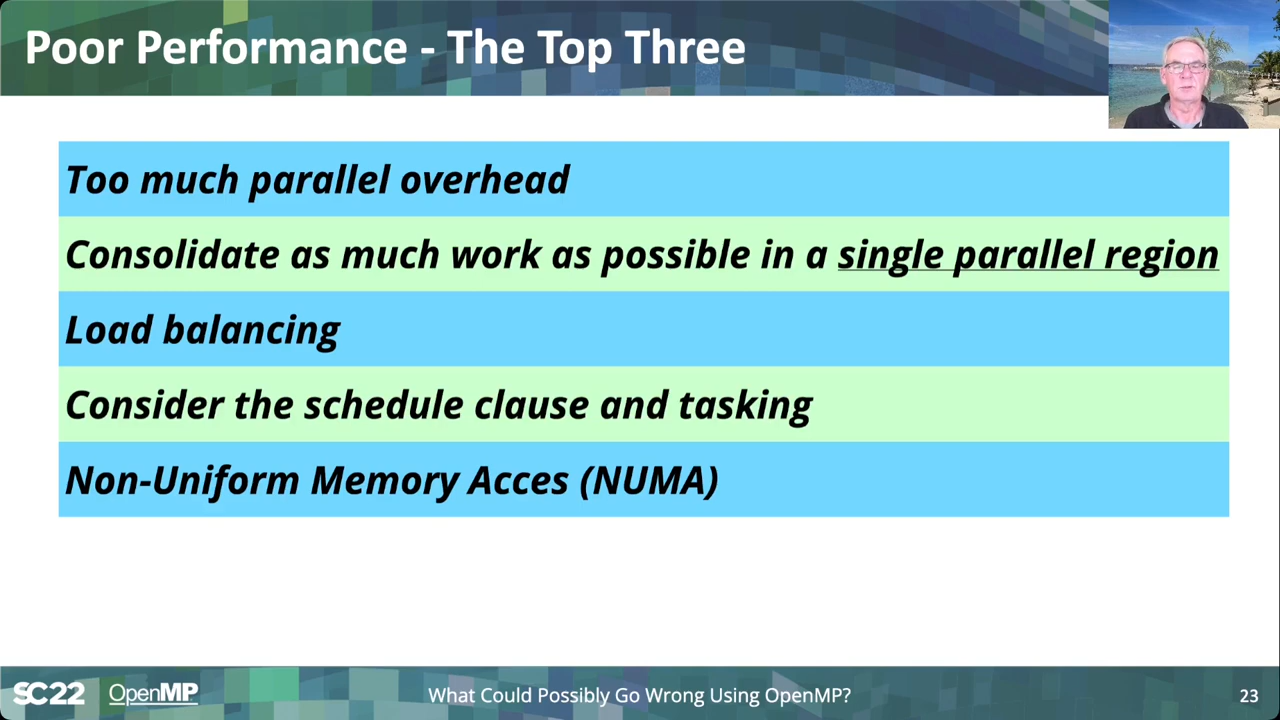 Poor Performance - The Top Three
Too much parallel overhead
Consolidate as much work as possible in a single parallel region
Load balancing
Consider the schedule clause and tasking
Non-Uniform Memory Acces (NUMA)
SC22 OpenMP What Could Possibly Go Wrong Using OpenMP? 23